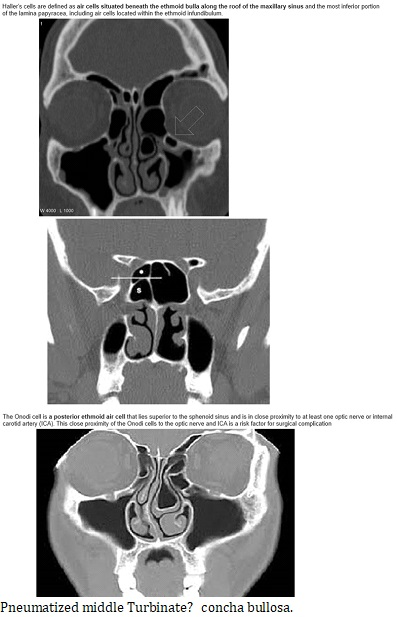 Haller's cells are defined as air cells situated beneath the ethmoid bulla along the roof of the maxillary sinus and the most inferior portion
of the lamina papyracea, including air cells located within the ethmoid infundibulum.
W 4000 : L 1000
s
The Onodi cell is a posterior ethmoid air cell that lies superior to the sphenoid sinus and is in close proximity to at least one optic nerve or internal
carotid artery (ICA). This close proximity of the Onodi cells to the optic nerve and ICA is a risk factor for surgical complication
Pneumatized middle Turbinate? concha bullosa.